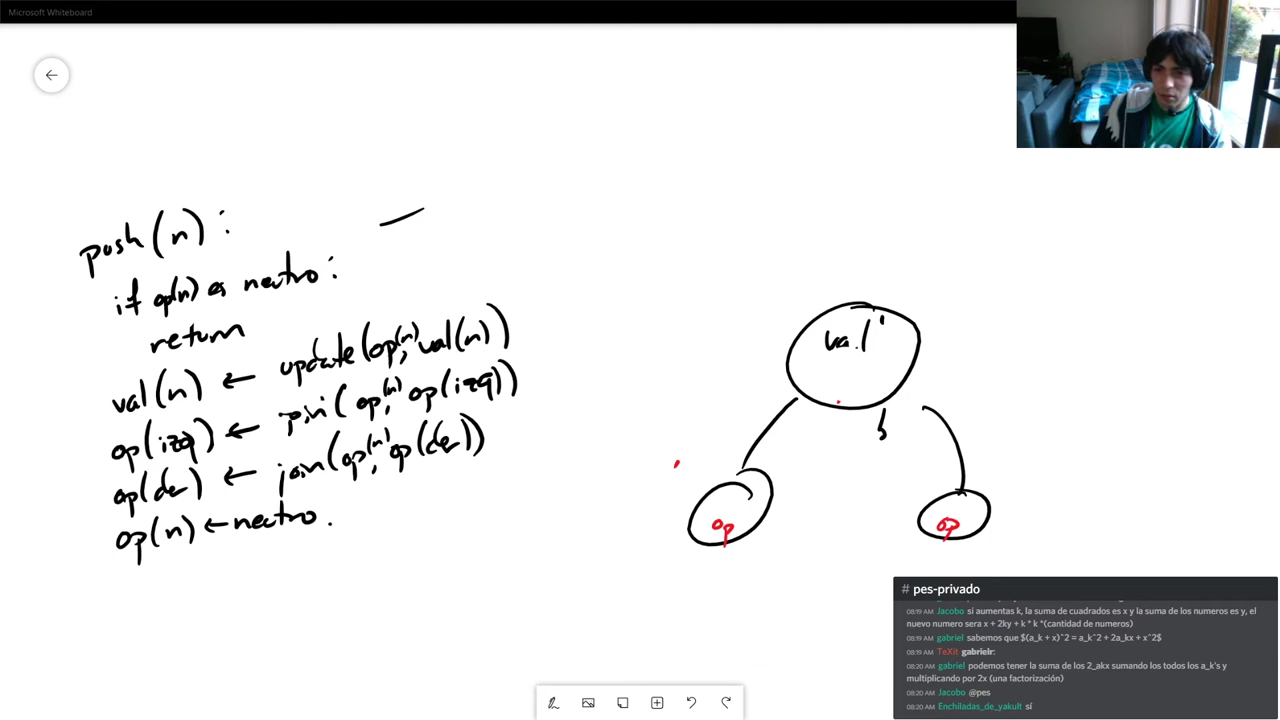 Microsoft Whiteboard
push(n):
if op(n) es neutro:
return
val(n) ← update(op(n), val(n))
op(izq) ← join(op(n), op(izq))
op(der) ← join(op(n), op(der))
op(n) ← neutro.
val'
op
op
# pes-privado
08:19 AM Jacobo si aumentas k, la suma de cuadrados es x y la suma de los numeros es y, el
nuevo numero sera x + 2ky + k * k *(cantidad de numeros)
08:19 AM gabriel sabemos que $(a_k + x)^2 = a_k^2 + 2a_kx + x^2$
08:19 AM TeXit gabrielr:
08:20 AM gabriel podemos tener la suma de los 2_akx sumando los todos los a_k's y
multiplicando por 2x (una factorización)
08:20 AM Jacobo @pes
08:20 AM Enchiladas_de_yakult sí